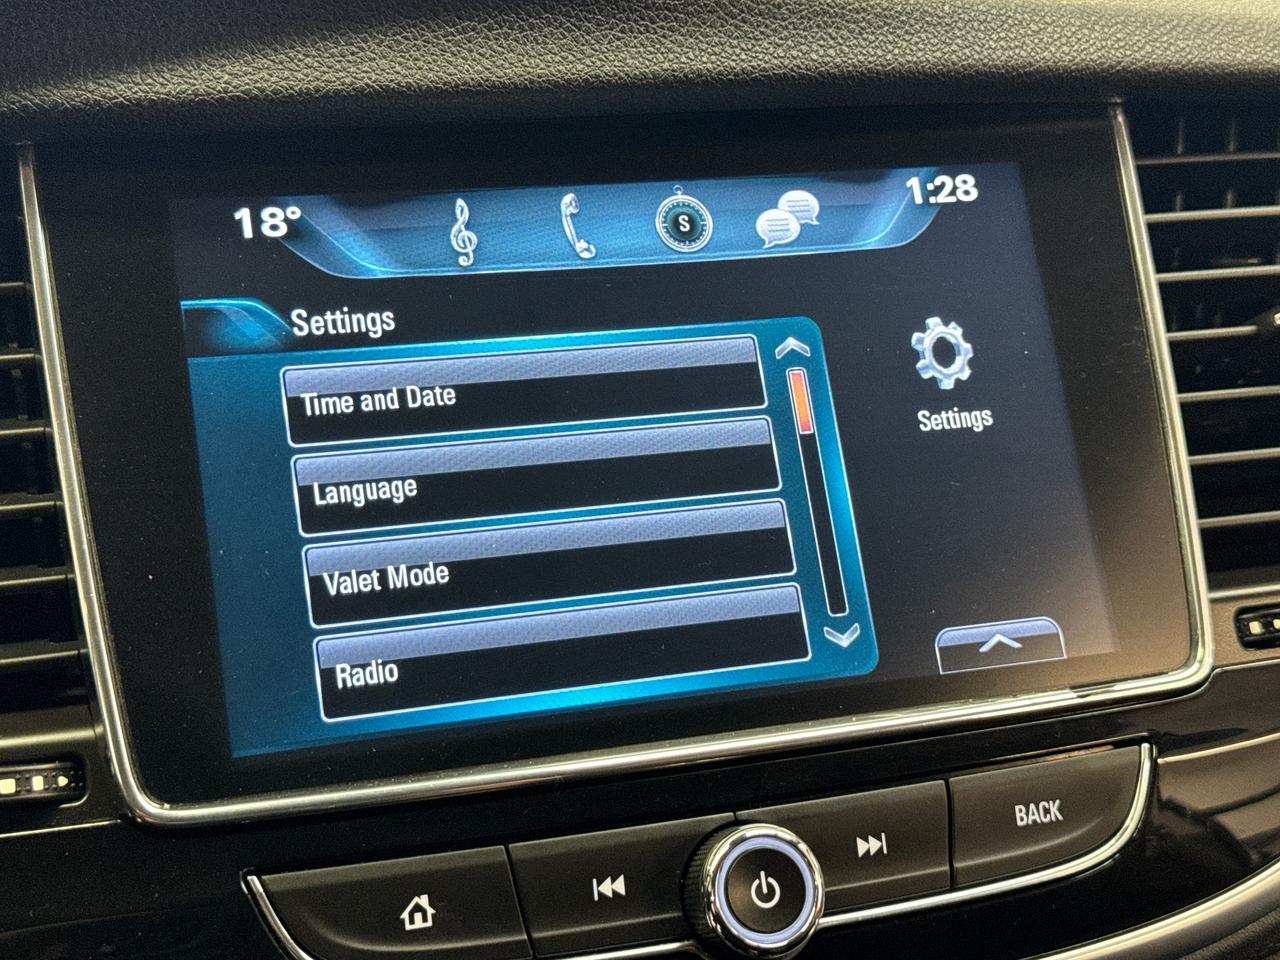 18° 1:28
S
Settings
Time and Date
Language
Valet Mode
Radio
Settings
BACK